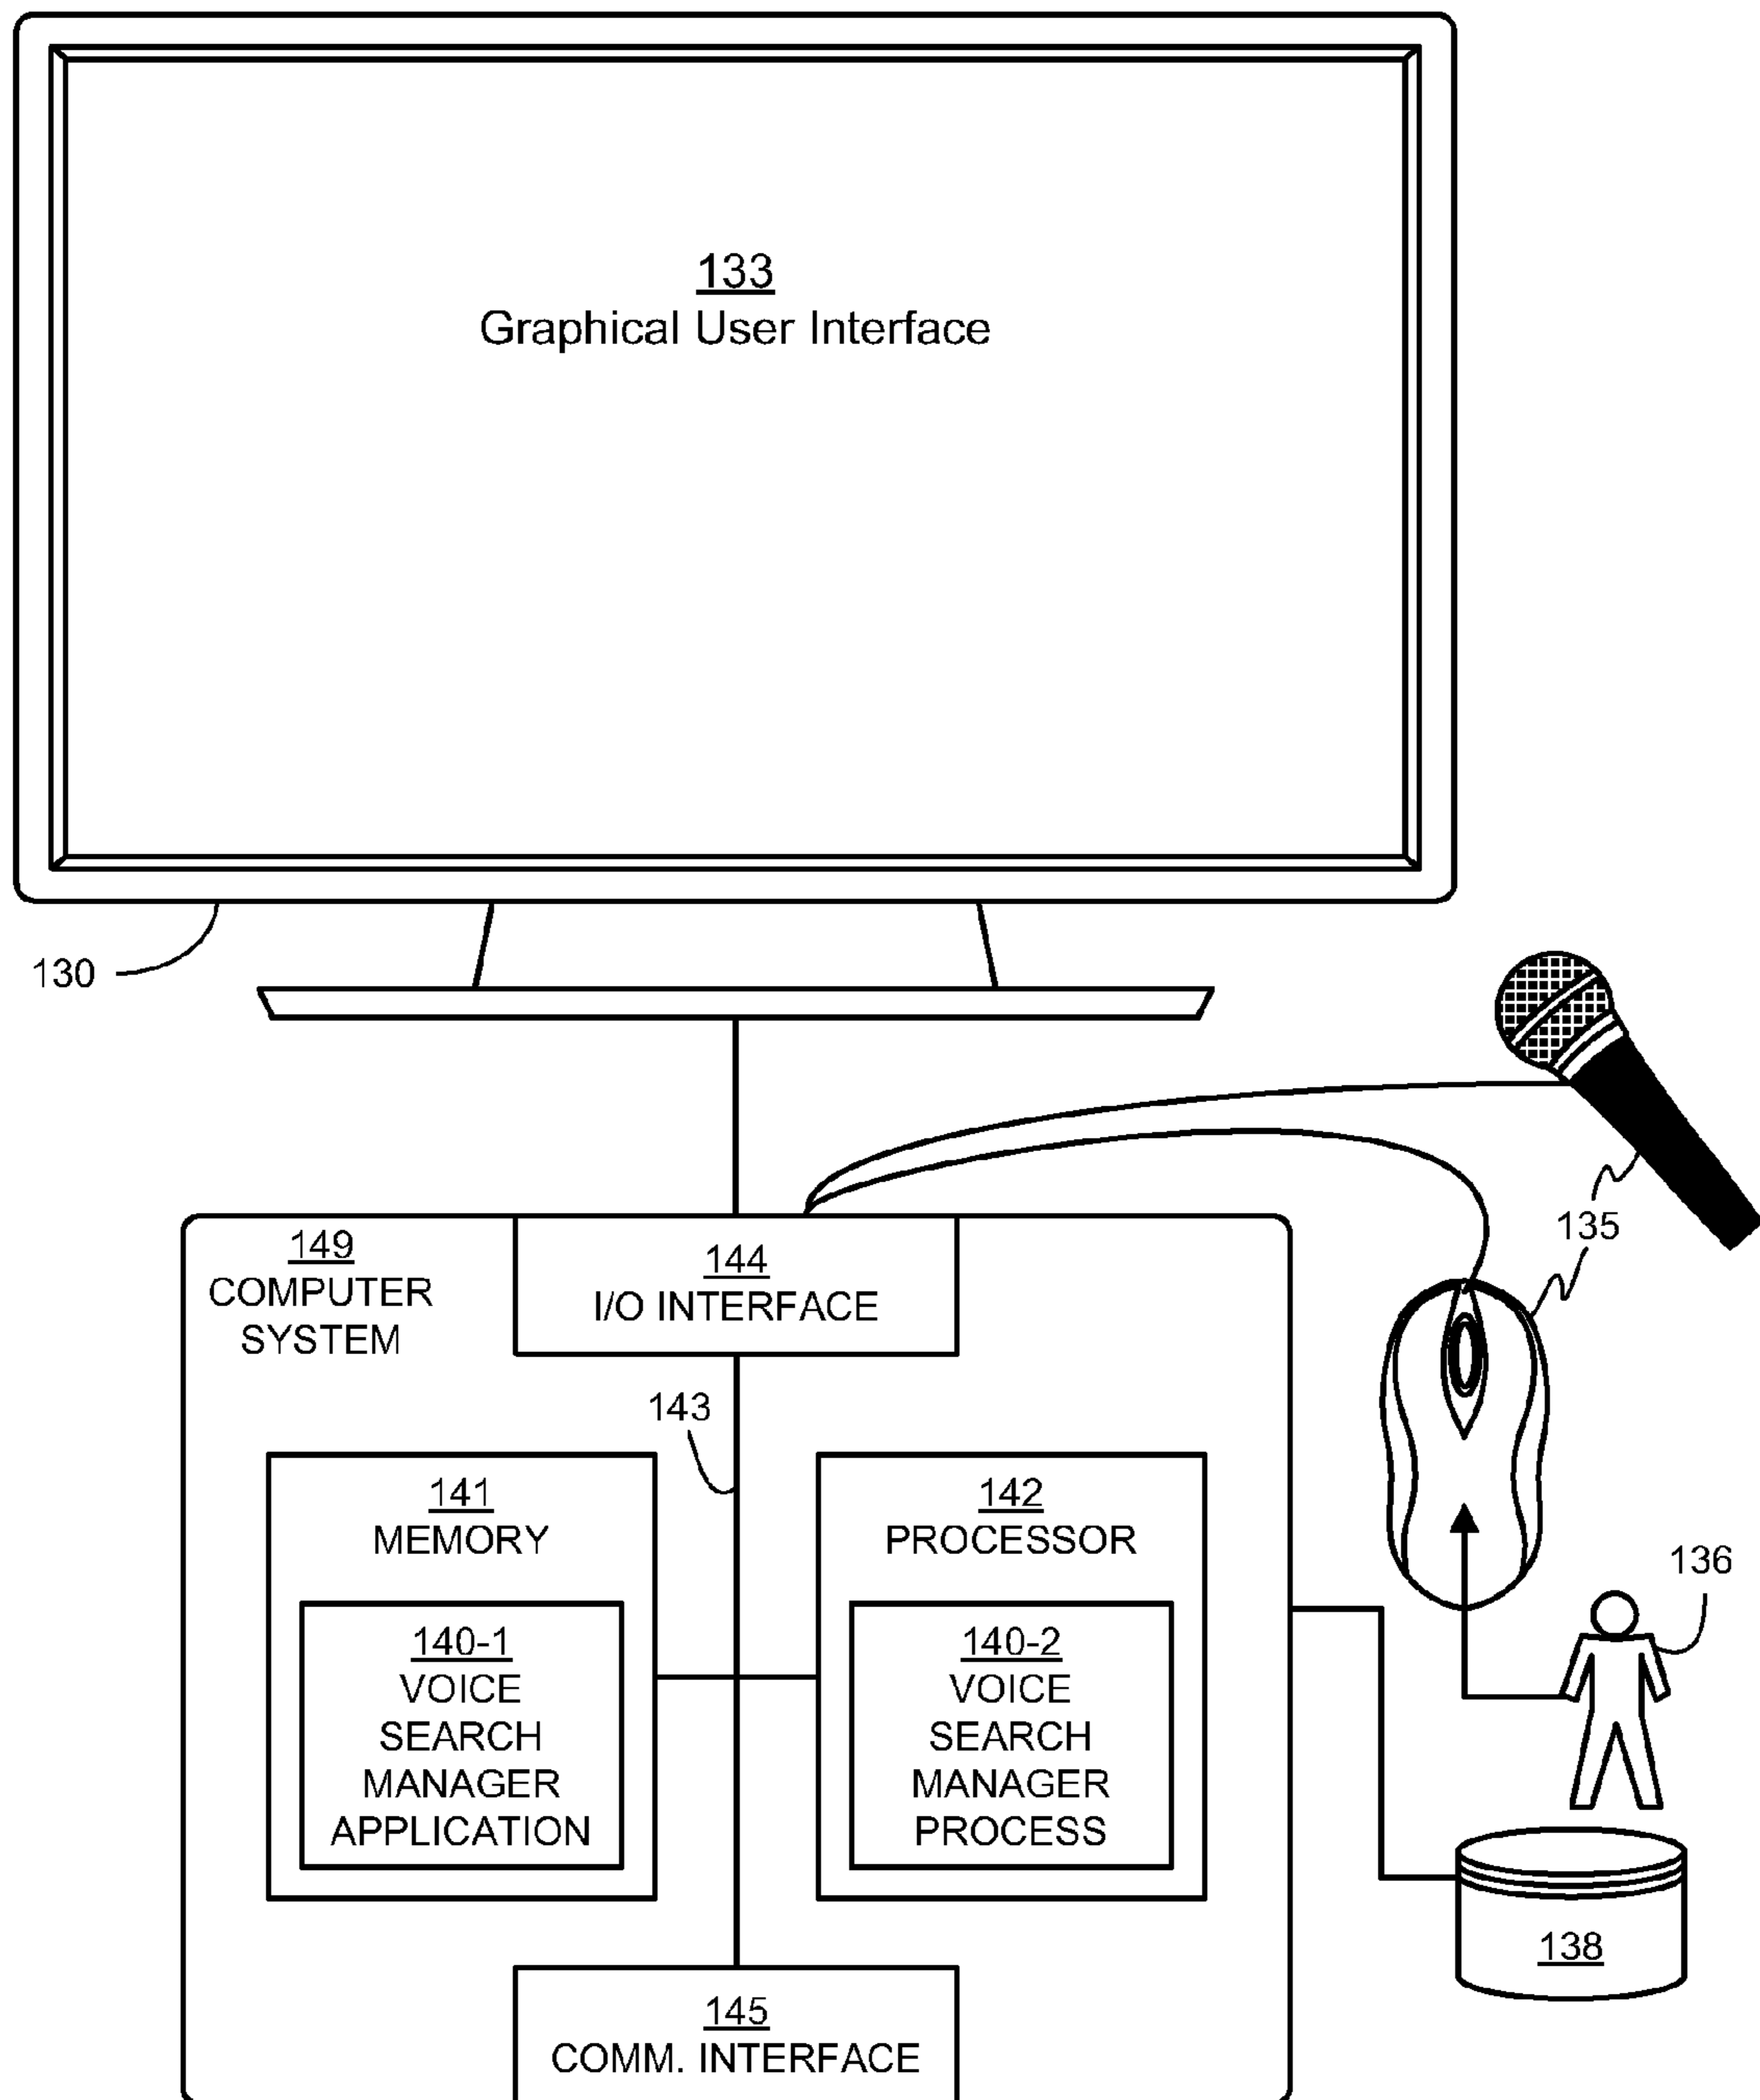 133
Graphical User Interface
130
135
149
COMPUTER
SYSTEM
144
I/O INTERFACE
143
141
MEMORY
142
PROCESSOR
136
140-1
VOICE
SEARCH
MANAGER
APPLICATION
140-2
VOICE
SEARCH
MANAGER
PROCESS
138
145
COMM. INTERFACE